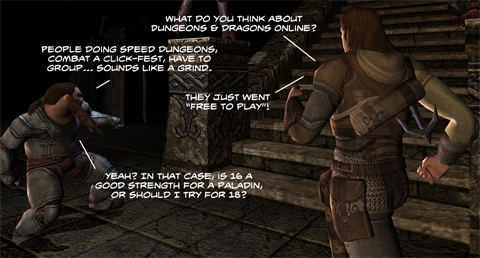 WHAT DO YOU THINK ABOUT
DUNGEONS & DRAGONS ONLINE?
PEOPLE DOING SPEED DUNGEONS,
COMBAT A CLICK-FEST, HAVE TO
GROUP... SOUNDS LIKE A GRIND.
THEY JUST WENT
"FREE TO PLAY"!
YEAH? IN THAT CASE, IS 16 A
GOOD STRENGTH FOR A PALADIN,
OR SHOULD I TRY FOR 18?